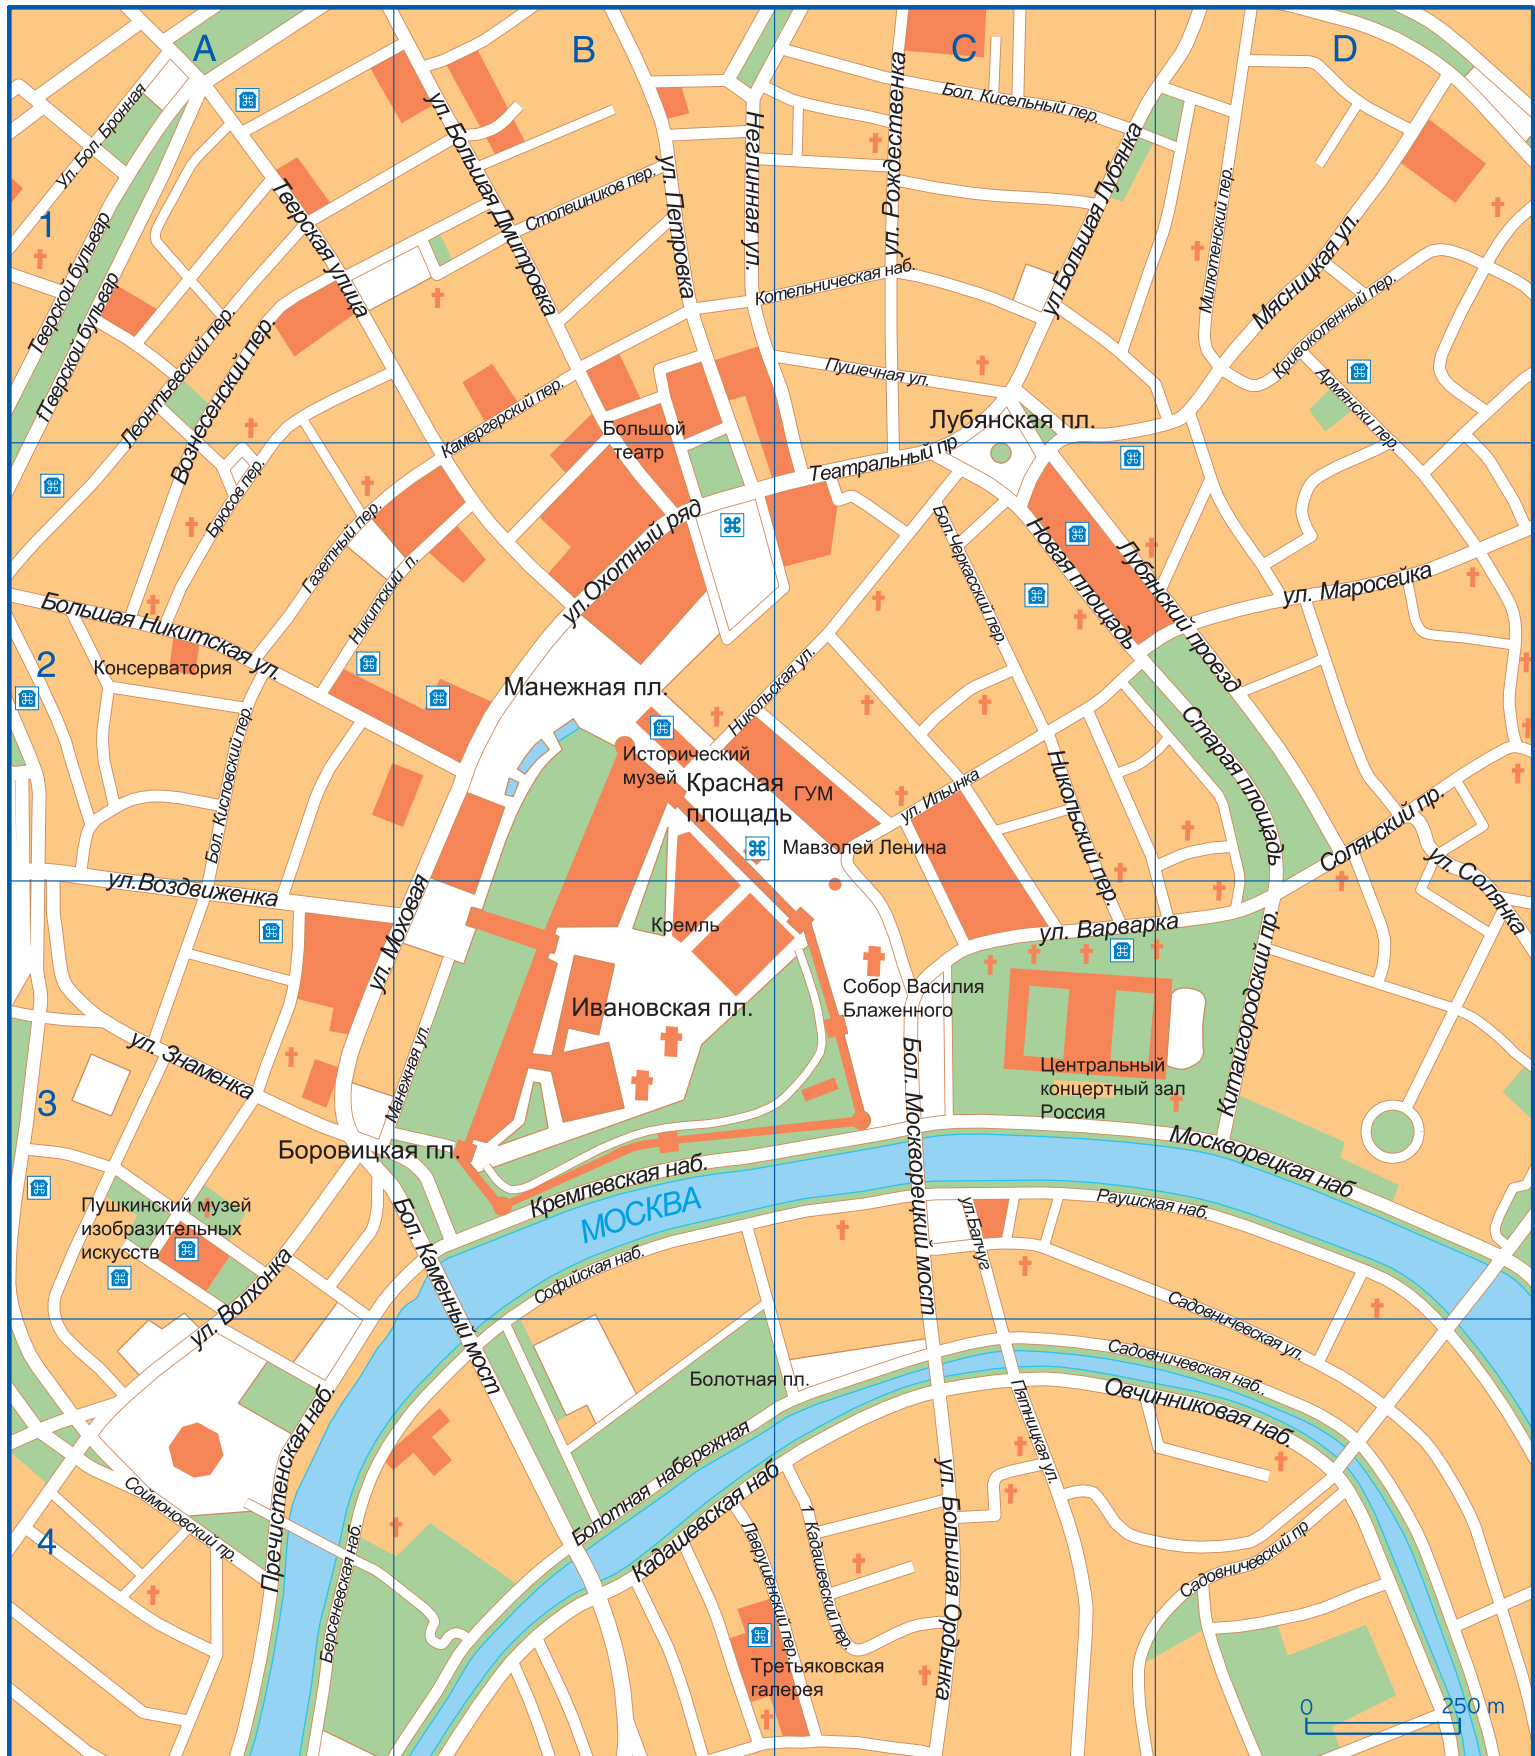 A
B
C
D
Ул. Бол. Бронная
ул. Большая Дмитровка
Неглинная ул.
ул. Рождественка
Бол. Кисельный пер.
ул.Большая Лубянка
1
Тверская улица
Столешников пер.
ул. Петровка
Милютенский пер.
Мясницкая ул.
Тверской бульвар
fТверской бульвар
Котельническая наб.
Леонтьевский пер.
Вознесенский пер.
Камергерский пер.
Пушечная ул.
Кривоколенный пер.
Армянски пер.
Лубянская пл.
Большой
театр
Театральный пр
Брюсов пер.
Газетный пер.
Никитский п.
ул.Охотный ряд
Бол.Черкасский пер.
Новая площадь
Лубянский проезд
ул. Маросейка
Большая Никитская ул.
2
Консерватория
Манежная пл.
Никольская ул.
Бол. Кисловский пер.
Исторический
музей
Красная
площадь
ГУМ
ул. Ильинка
Никольский пер.
Старая площадь
Мавзолей Ленина
Солянский пр.
ул. Солянка
ул.Воздвиженка
ул. Моховая
Кремль
ул. Варварка
Собор Василия
Блаженного
Ивановская пл.
Китайгородский пр.
Центральный
концертный зал
Россия
ул. Знаменка
Манежная ул.
3
Бол. Москворецкий мост
Боровицкая пл.
Кремлевская наб.
МОСКВА
Москворецкая наб
Раушская наб.
ул.Балчуг
Пушкинский музей
изобразительных
искусств
Бол. Каменный мост
Софийская наб.
ул. Волхонка
Садовничевская ул.
Садовничевская наб..
Болотная пл.
Овчинниковая наб.
Пречистенская наб.
Пятницкая ул.
Болотная набережная
Кадашевская наб
ул. Большая Ордынка
Соймоновский пр.
4
Берсеневская наб.
Лаврушенский пер.
1 Кадашевский пер.
Садовничевский пр
Третьяковская
галерея
0
250 m